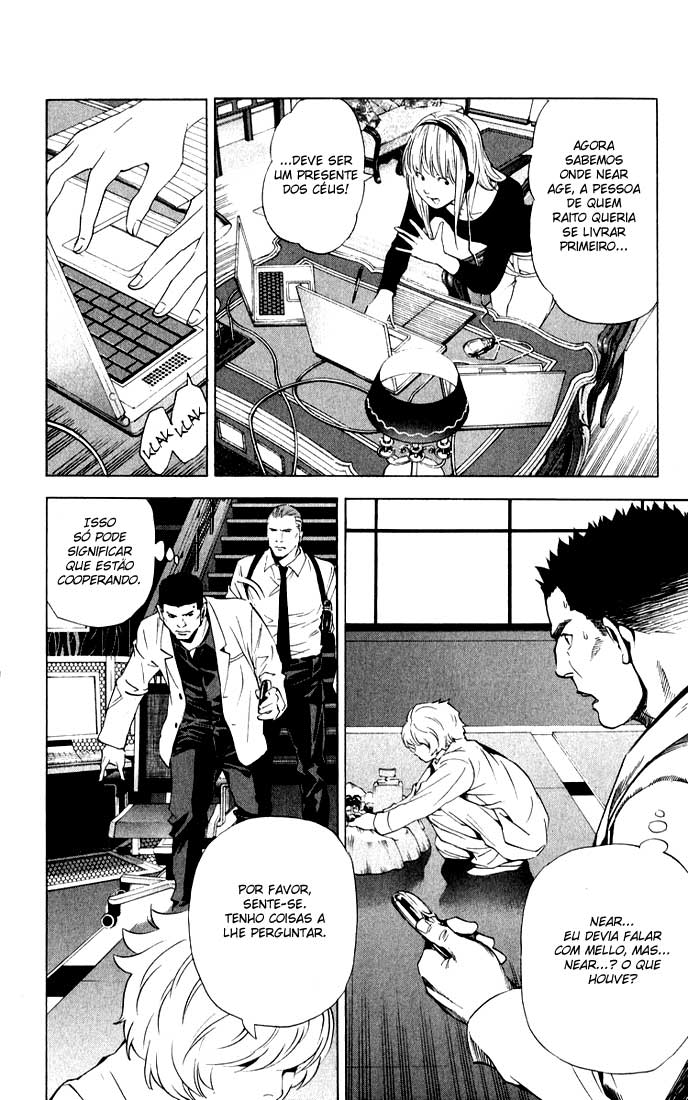 AGORA
SABEMOS
ONDE NEAR
AGE, A PESSOA
DE QUEM
RAITO QUERIA
SE LIVRAR
PRIMEIRO...
...DEVE SER
UM PRESENTE
DOS CÉUS!
KLAK
KLAK
NEAR...
EU DEVIA FALAR
COM MELLO, MAS...
NEAR...? O QUE
HOUVE?
ISSO
SÓ PODE
SIGNIFICAR
QUE ESTÃO
COOPERANDO.
POR FAVOR,
SENTE-SE.
TENHO COISAS A
LHE PERGUNTAR.